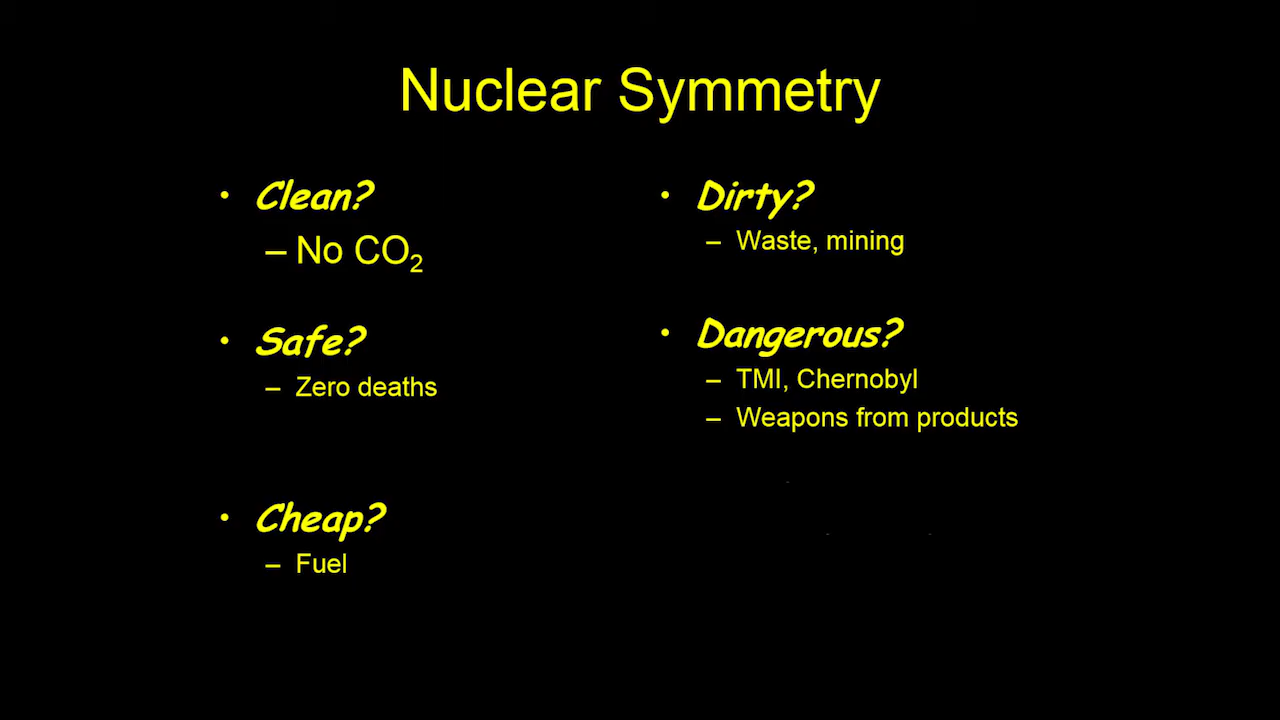 Nuclear Symmetry
• Clean?
– No CO₂
• Safe?
– Zero deaths
• Cheap?
– Fuel
• Dirty?
– Waste, mining
• Dangerous?
– TMI, Chernobyl
– Weapons from products